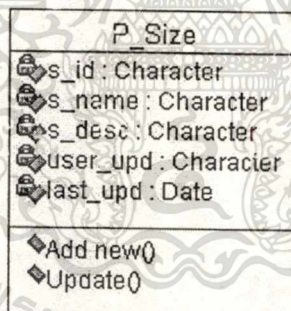 P_Size
s_id : Character
s_name : Character
s_desc : Character
user_upd : Character
last_upd : Date
Add new()
Update()